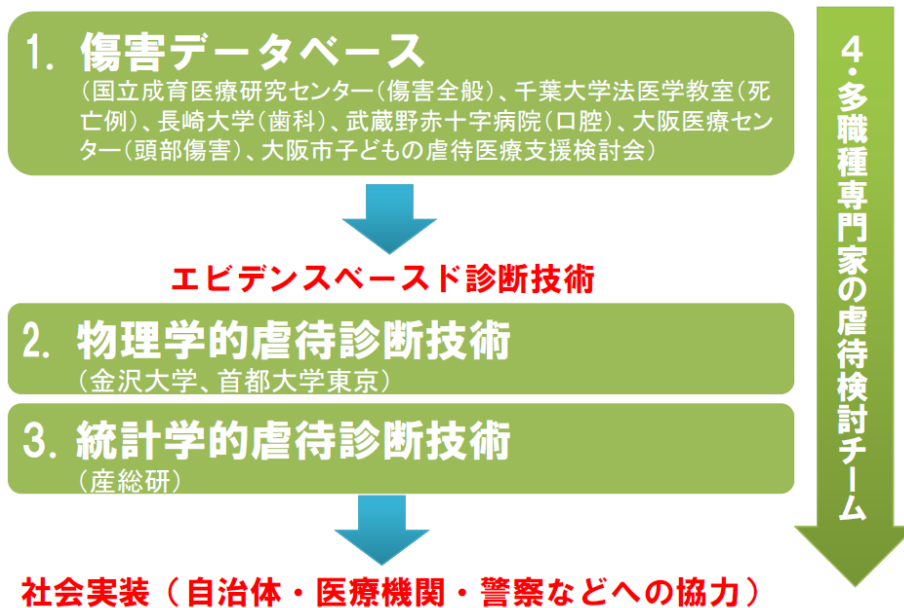 1. 傷害データベース
（国立成育医療研究センター（傷害全般）、千葉大学法医学教室（死
亡例）、長崎大学（歯科）、武蔵野赤十字病院（口腔）、大阪医療セン
ター（頭部傷害）、大阪市子どもの虐待医療支援検討会）
エビデンスベースド診断技術
2. 物理学的虐待診断技術
（金沢大学、首都大学東京）
3. 統計学的虐待診断技術
（産総研）
社会実装（自治体・医療機関・警察などへの協力）
4・多職種専門家の虐待検討チーム